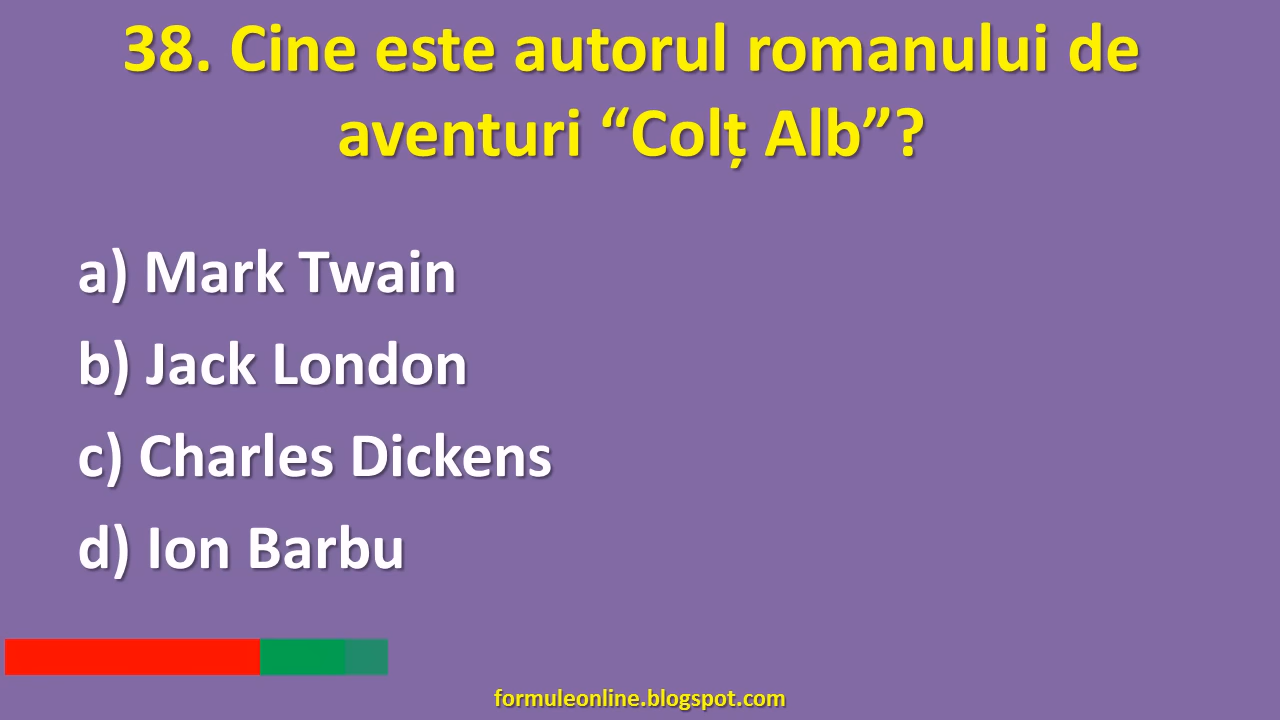 38. Cine este autorul romanului de
aventuri “Colț Alb”?
a) Mark Twain
b) Jack London
c) Charles Dickens
d) Ion Barbu
formuleonline.blogspot.com